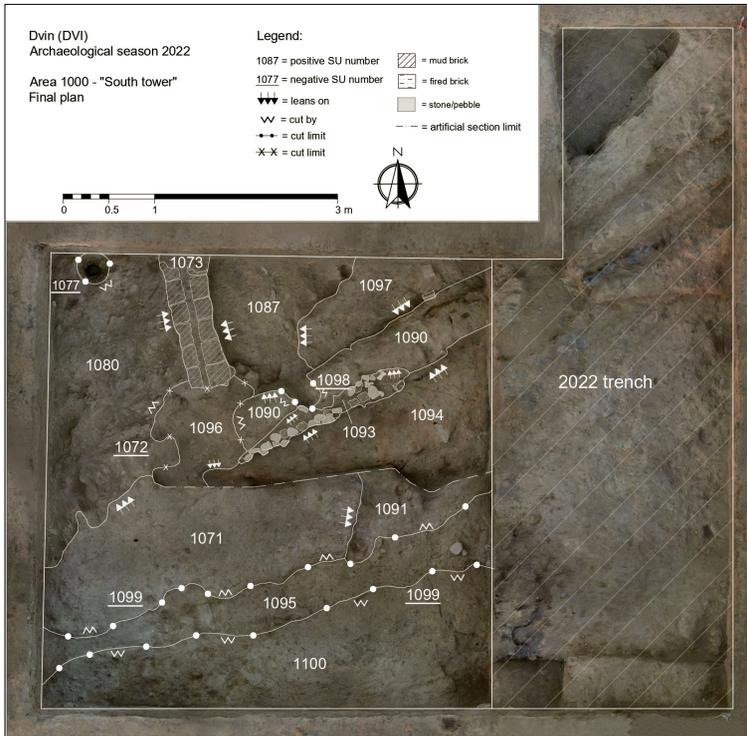 Dvin (DVI)
Archaeological season 2022
Area 1000 - "South tower"
Final plan
Legend:
1087 = positive SU number
1077 = negative SU number
= leans on
= cut by
= cut limit
= cut limit
= mud brick
= fired brick
= stone/pebble
= artificial section limit
N
0 0.5 1 3 m
1073
1077
1087
1097
1080
1090
1098
1090
1096
1094
1093
1072
2022 trench
1091
1071
1099
1095
1099
1100